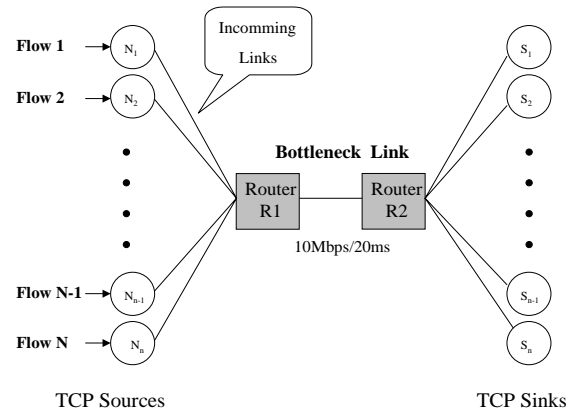 Incomming
Links
Flow 1
N1
S1
Flow 2
N2
S2
Bottleneck Link
Router
R1
Router
R2
10Mbps/20ms
Flow N-1
Nn-1
Sn-1
Flow N
Nn
Sn
TCP Sources
TCP Sinks